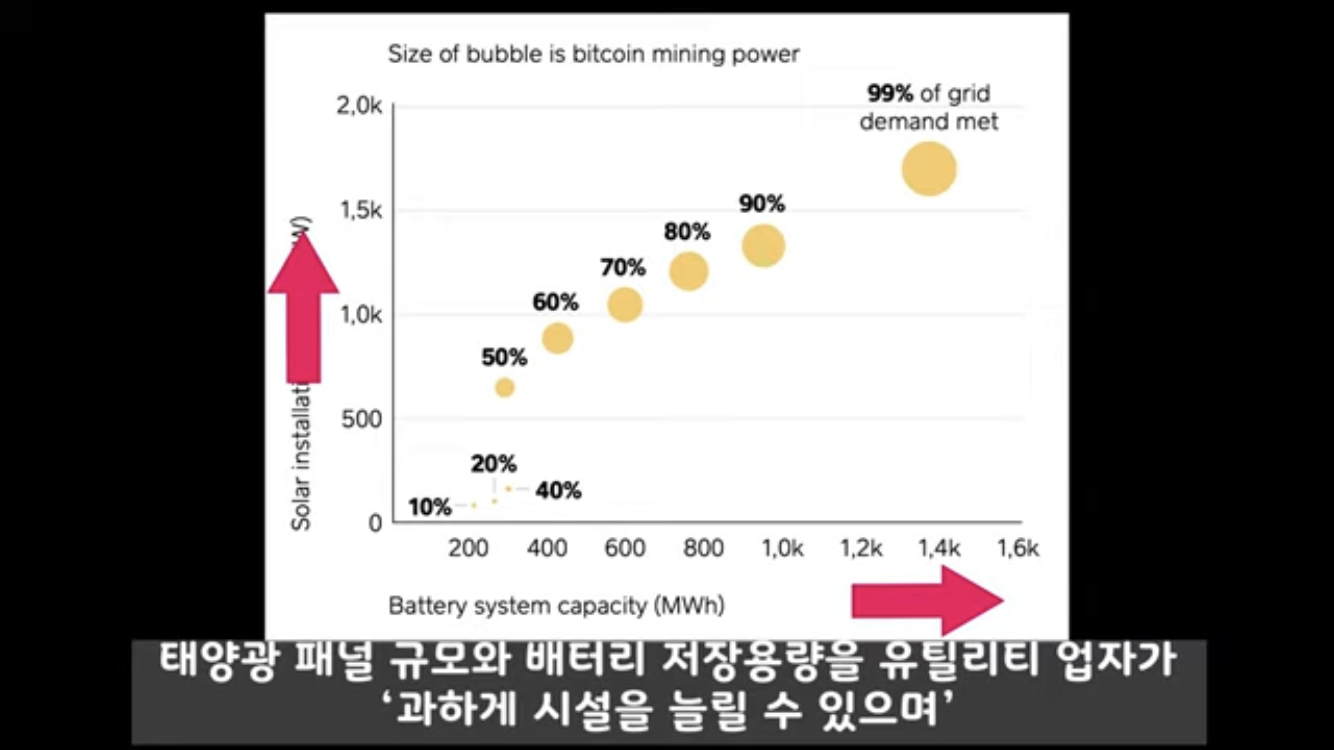 Size of bubble is bitcoin mining power
99% of grid
demand met
2,0k
1,5k
1,0k
500
0
90%
80%
70%
60%
50%
20%
40%
10%
Solar installati
W)
200 400 600 800 1,0k 1,2k 1,4k 1,6k
Battery system capacity (MWh)
태양광 패널 규모와 배터리 저장용량을 유틸리티 업자가
‘과하게 시설을 늘릴 수 있으며’